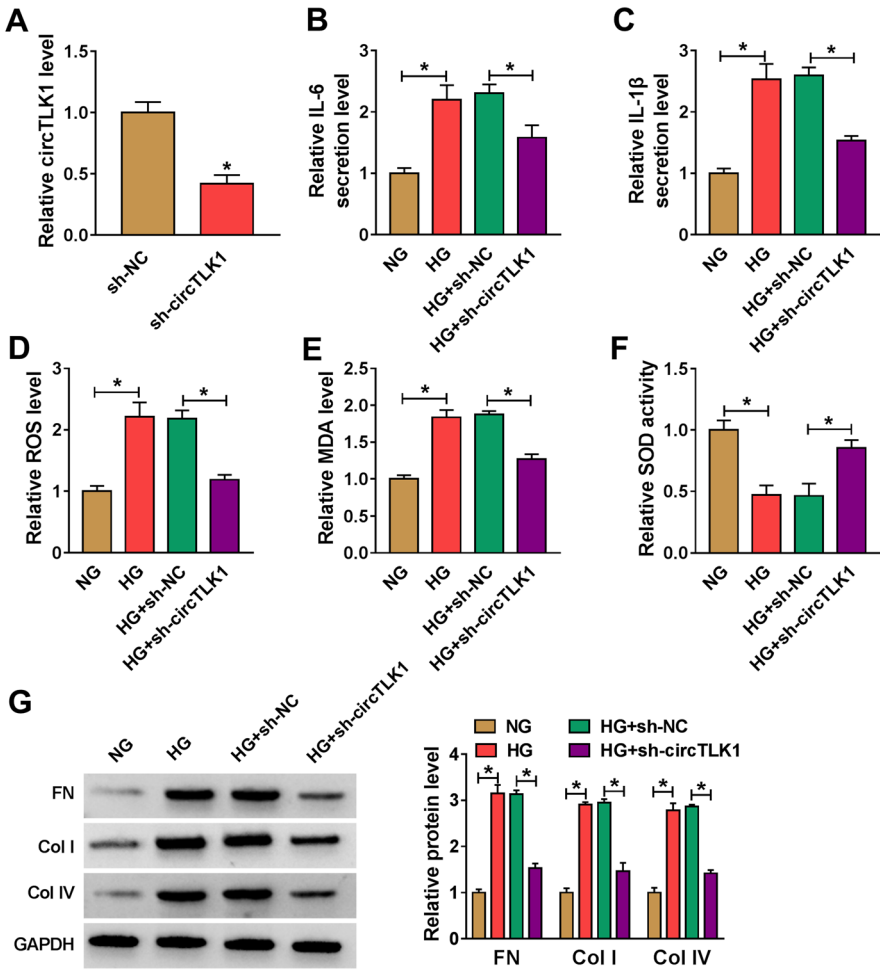 A
Relative circTLK1 level
1.5
1.0
0.5
0.0
sh-NC
sh-circTLK1
*
B
Relative IL-6
secretion level
3
2
1
0
NG
HG
HG+sh-NC
HG+sh-circTLK1
*
*
C
Relative IL-1β
secretion level
3
2
1
0
NG
HG
HG+sh-NC
HG+sh-circTLK1
*
*
D
Relative ROS level
3
2
1
0
NG
HG
HG+sh-NC
HG+sh-circTLK1
*
*
E
Relative MDA level
2.5
2.0
1.5
1.0
0.5
0.0
NG
HG
HG+sh-NC
HG+sh-circTLK1
*
*
F
Relative SOD activity
1.5
1.0
0.5
0.0
NG
HG
HG+sh-NC
HG+sh-circTLK1
*
*
G
NG
HG
HG+sh-NC
HG+sh-circTLK1
FN
Col I
Col IV
GAPDH
NG
HG
HG+sh-NC
HG+sh-circTLK1
Relative protein level
4
3
2
1
0
*
*
*
*
*
*
FN
Col I
Col IV